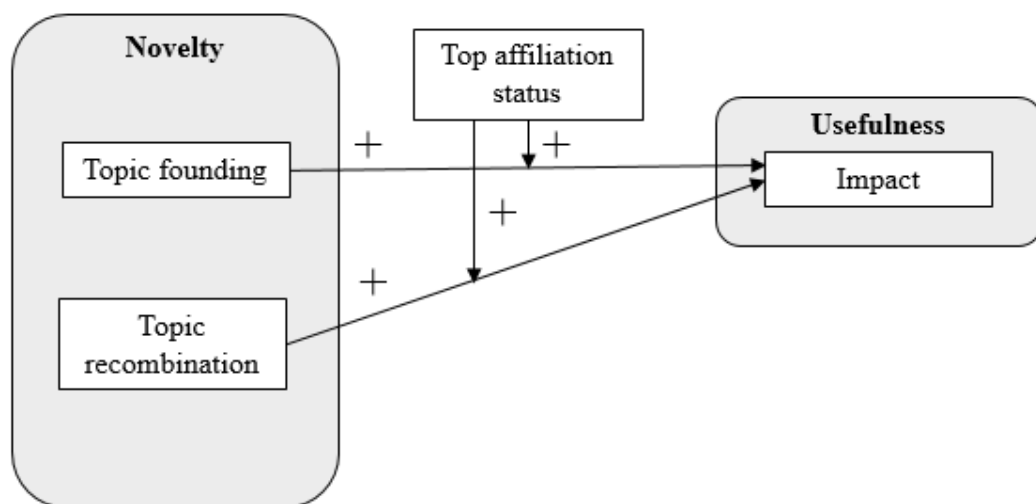 Novelty
Top affiliation
status
Usefulness
+
+
Topic founding
Impact
+
+
Topic
recombination